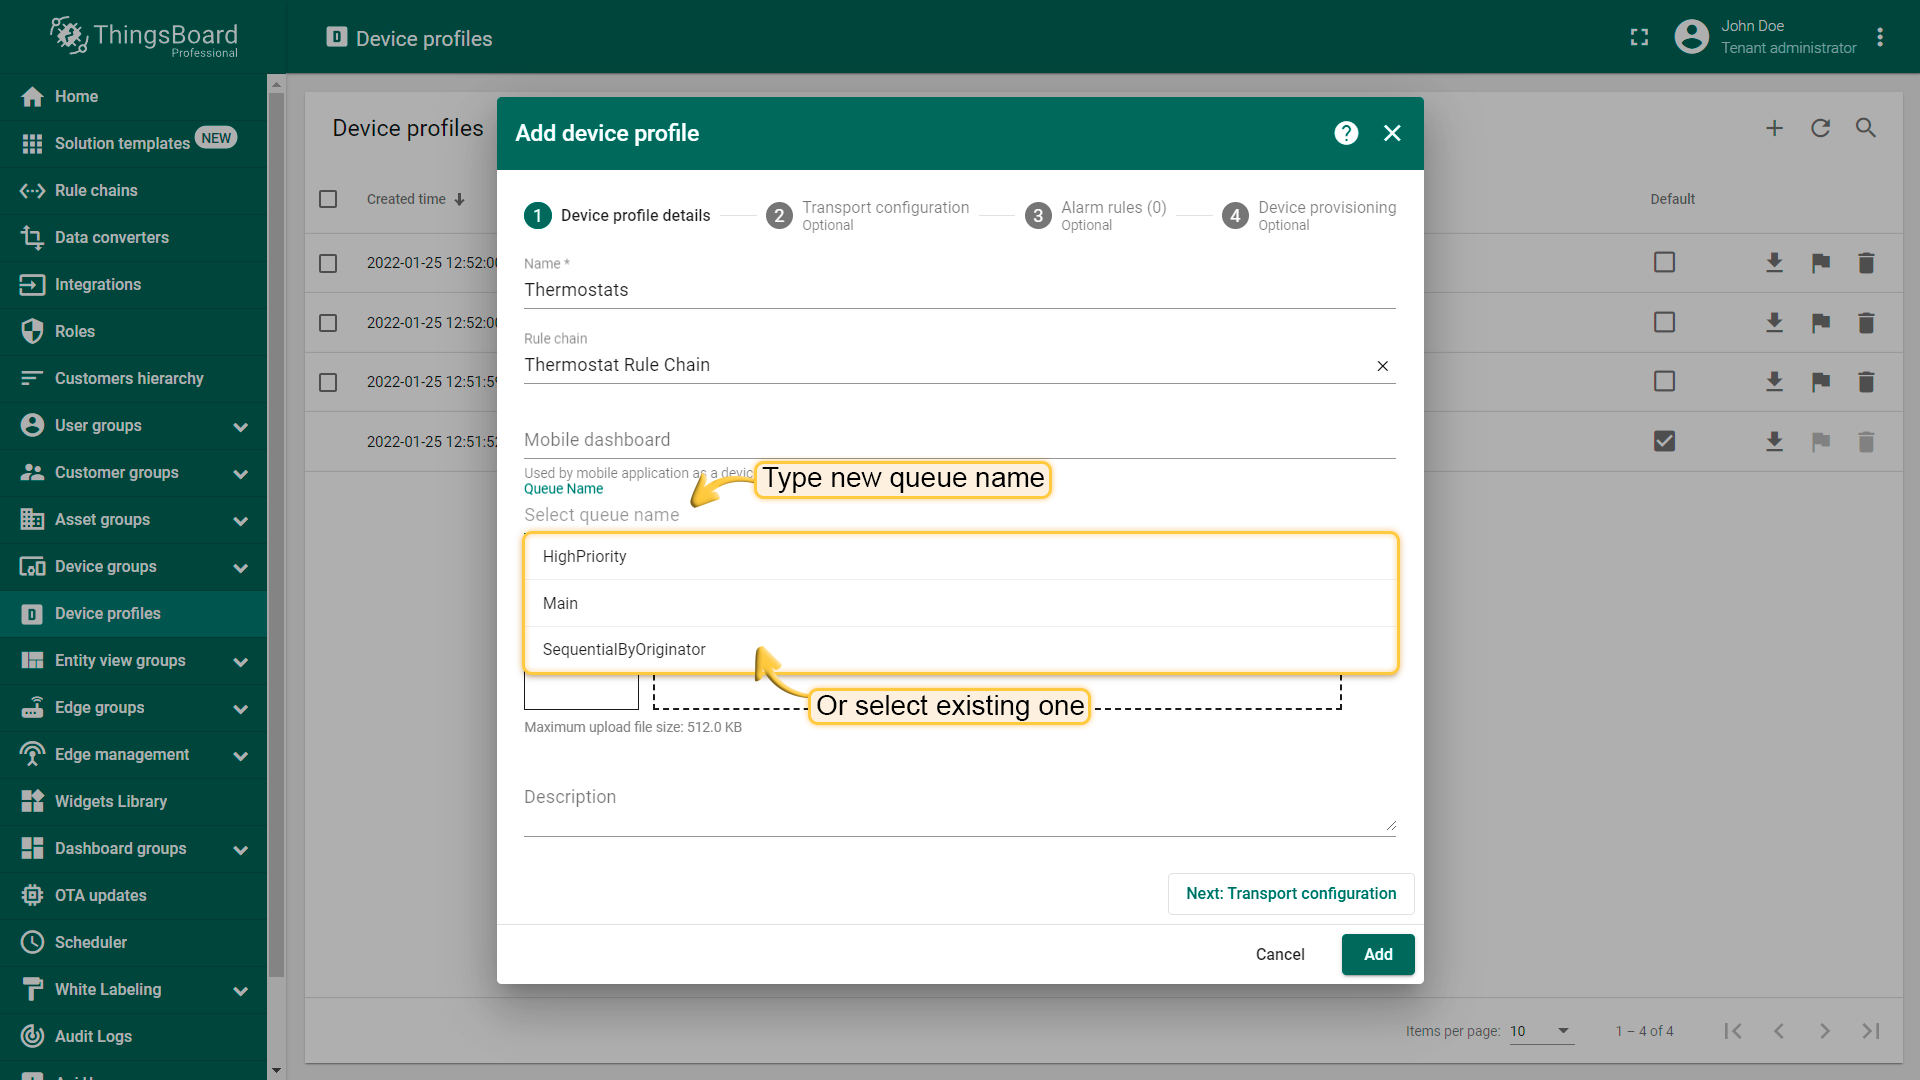 ThingsBoard
Professional
Device profiles
John Doe
Tenant administrator
Home
Solution templates NEW
Rule chains
Data converters
Integrations
Roles
Customers hierarchy
User groups
Customer groups
Asset groups
Device groups
Device profiles
Entity view groups
Edge groups
Edge management
Widgets Library
Dashboard groups
OTA updates
Scheduler
White Labeling
Audit Logs
Device profiles
Created time
Default
2022-01-25 12:52:00
2022-01-25 12:52:00
2022-01-25 12:51:59
2022-01-25 12:51:52
Add device profile
?
1 Device profile details
2 Transport configuration
Optional
3 Alarm rules (0)
Optional
4 Device provisioning
Optional
Name *
Thermostats
Rule chain
Thermostat Rule Chain
Mobile dashboard
Used by mobile application as a devic
Type new queue name
Queue Name
Select queue name
HighPriority
Main
SequentialByOriginator
Or select existing one
Maximum upload file size: 512.0 KB
Description
Next: Transport configuration
Cancel
Add
Items per page: 10
1 – 4 of 4